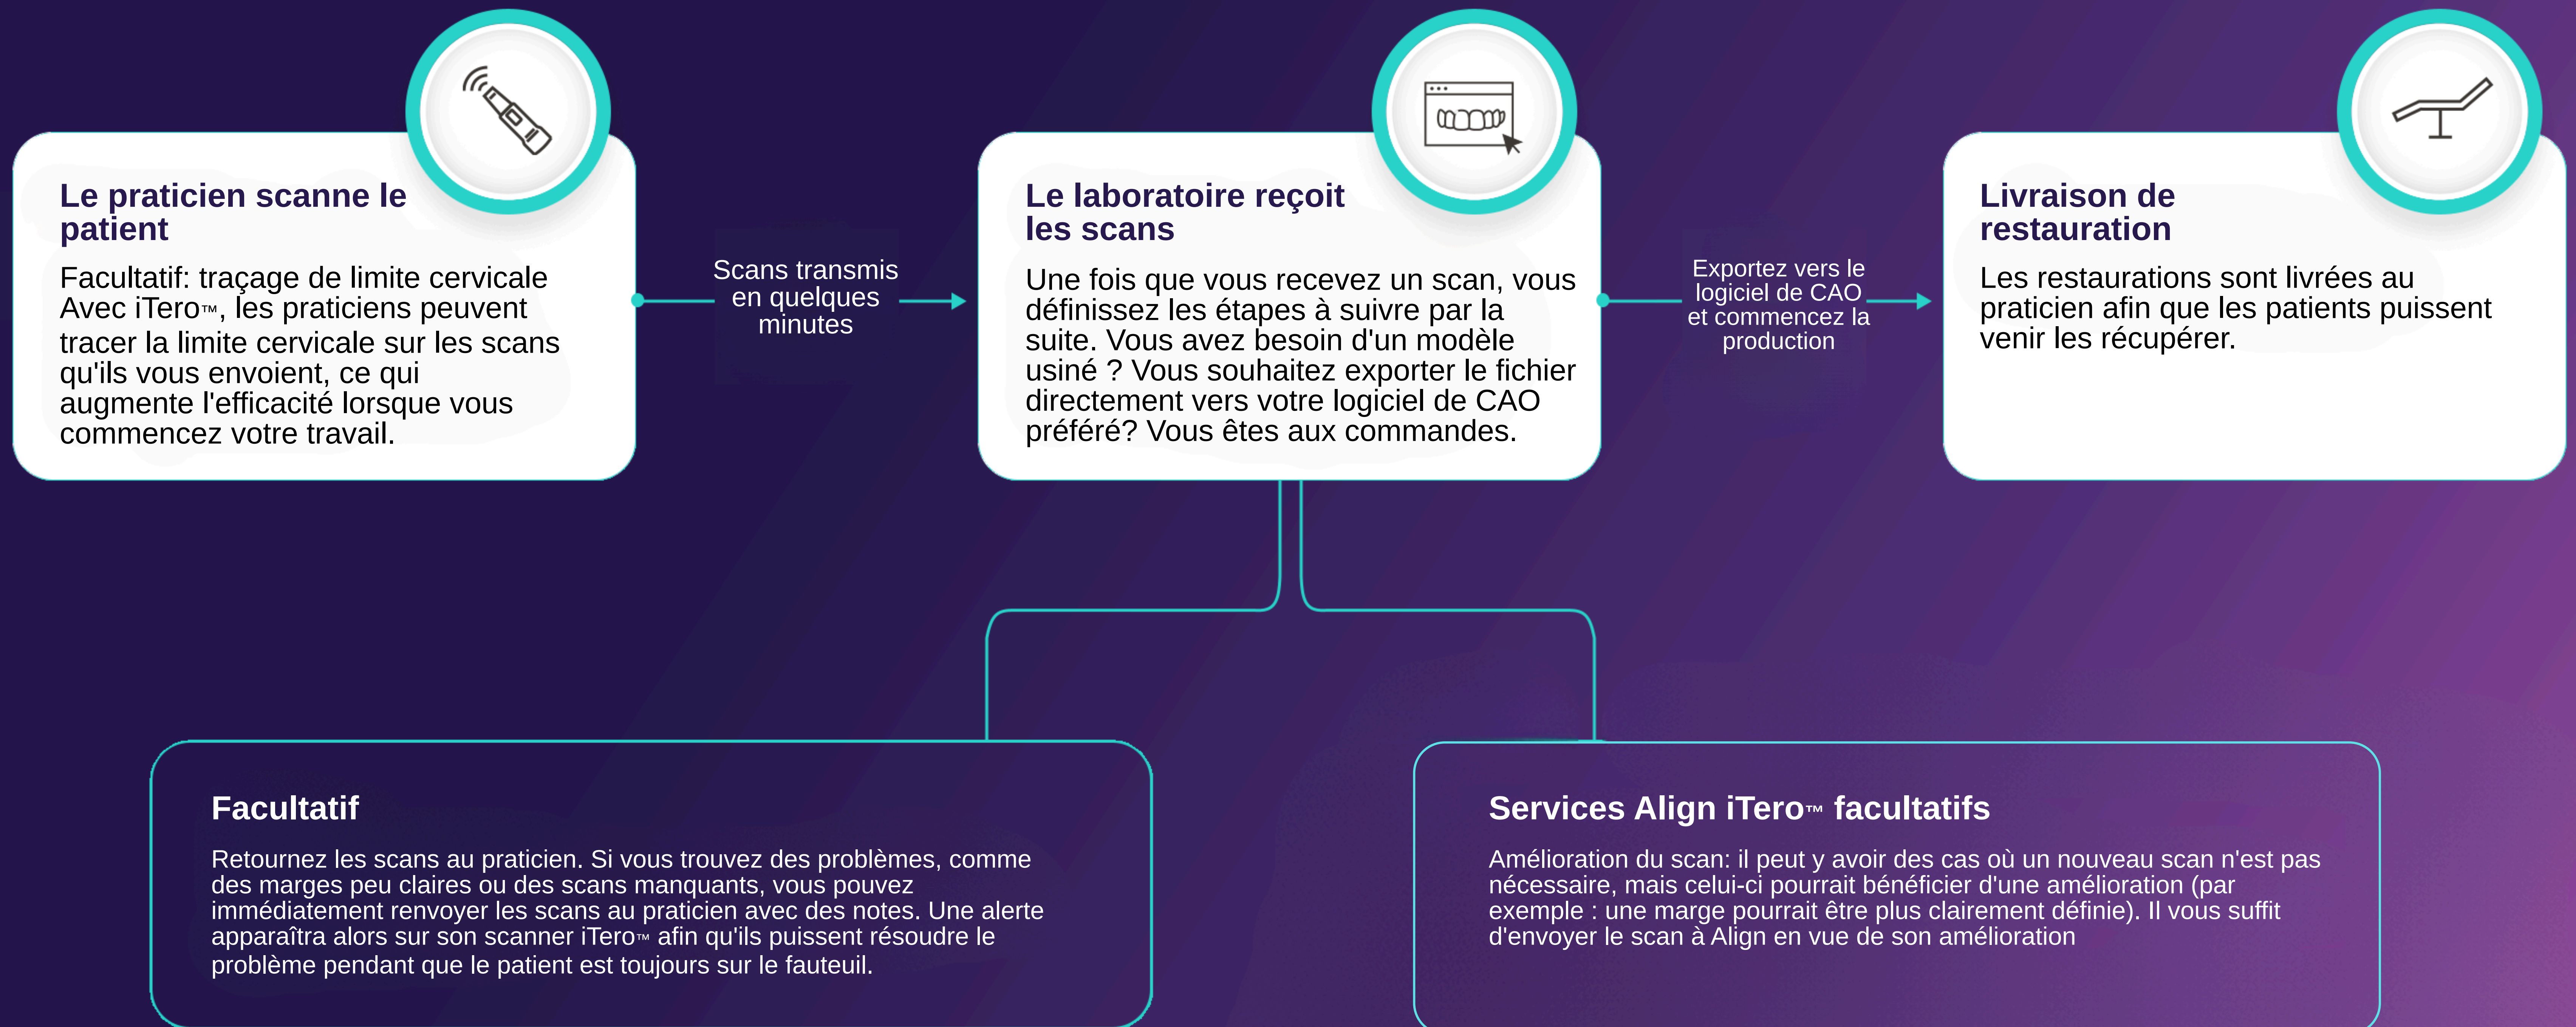 Le praticien scanne le
patient
Facultatif: traçage de limite cervicale
Avec iTero™, les praticiens peuvent
tracer la limite cervicale sur les scans
qu'ils vous envoient, ce qui
augmente l'efficacité lorsque vous
commencez votre travail.
Scans transmis
en quelques
minutes
Le laboratoire reçoit
les scans
Une fois que vous recevez un scan, vous
définissez les étapes à suivre par la
suite. Vous avez besoin d'un modèle
usiné ? Vous souhaitez exporter le fichier
directement vers votre logiciel de CAO
préféré? Vous êtes aux commandes.
Exportez vers le
logiciel de CAO
et commencez la
production
Livraison de
restauration
Les restaurations sont livrées au
praticien afin que les patients puissent
venir les récupérer.
Facultatif
Retournez les scans au praticien. Si vous trouvez des problèmes, comme
des marges peu claires ou des scans manquants, vous pouvez
immédiatement renvoyer les scans au praticien avec des notes. Une alerte
apparaîtra alors sur son scanner iTero™ afin qu'ils puissent résoudre le
problème pendant que le patient est toujours sur le fauteuil.
Services Align iTero™ facultatifs
Amélioration du scan: il peut y avoir des cas où un nouveau scan n'est pas
nécessaire, mais celui-ci pourrait bénéficier d'une amélioration (par
exemple : une marge pourrait être plus clairement définie). Il vous suffit
d'envoyer le scan à Align en vue de son amélioration